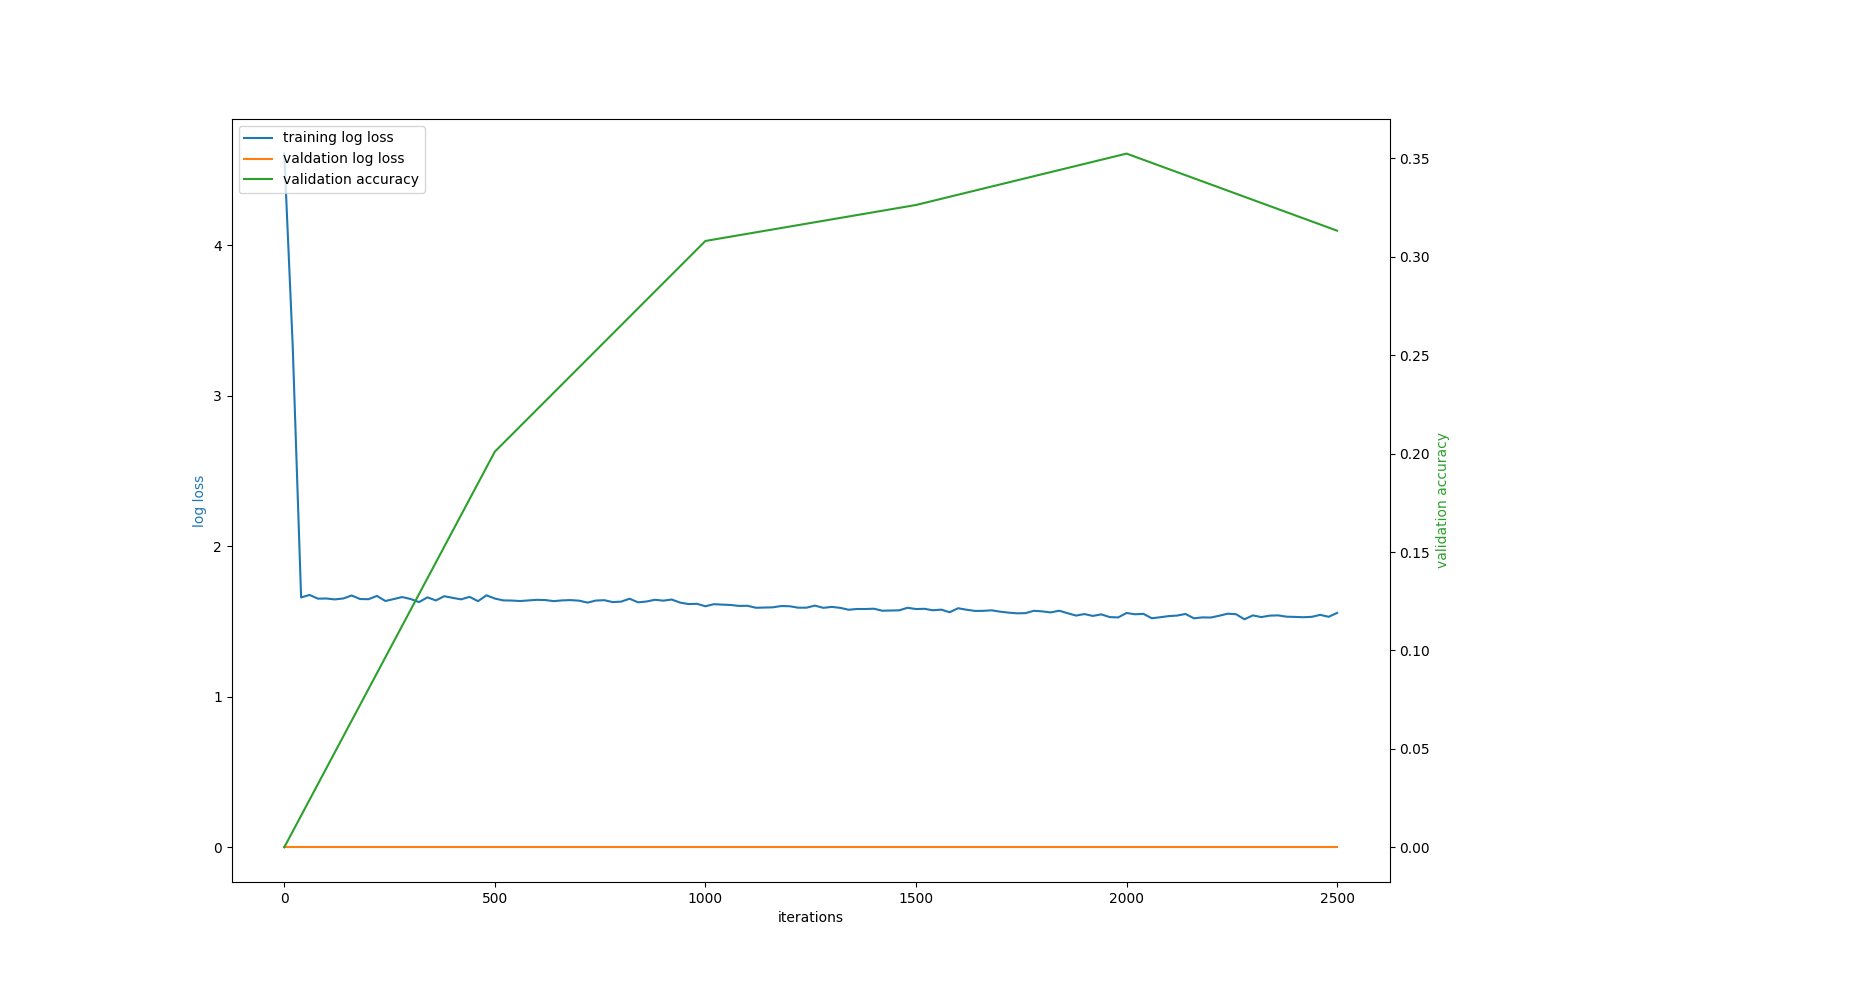 training log loss
valdation log loss
validation accuracy
4
3
2
1
0
log loss
0.35
0.30
0.25
0.20
0.15
0.10
0.05
0.00
validation accuracy
0 500 1000 1500 2000 2500
iterations